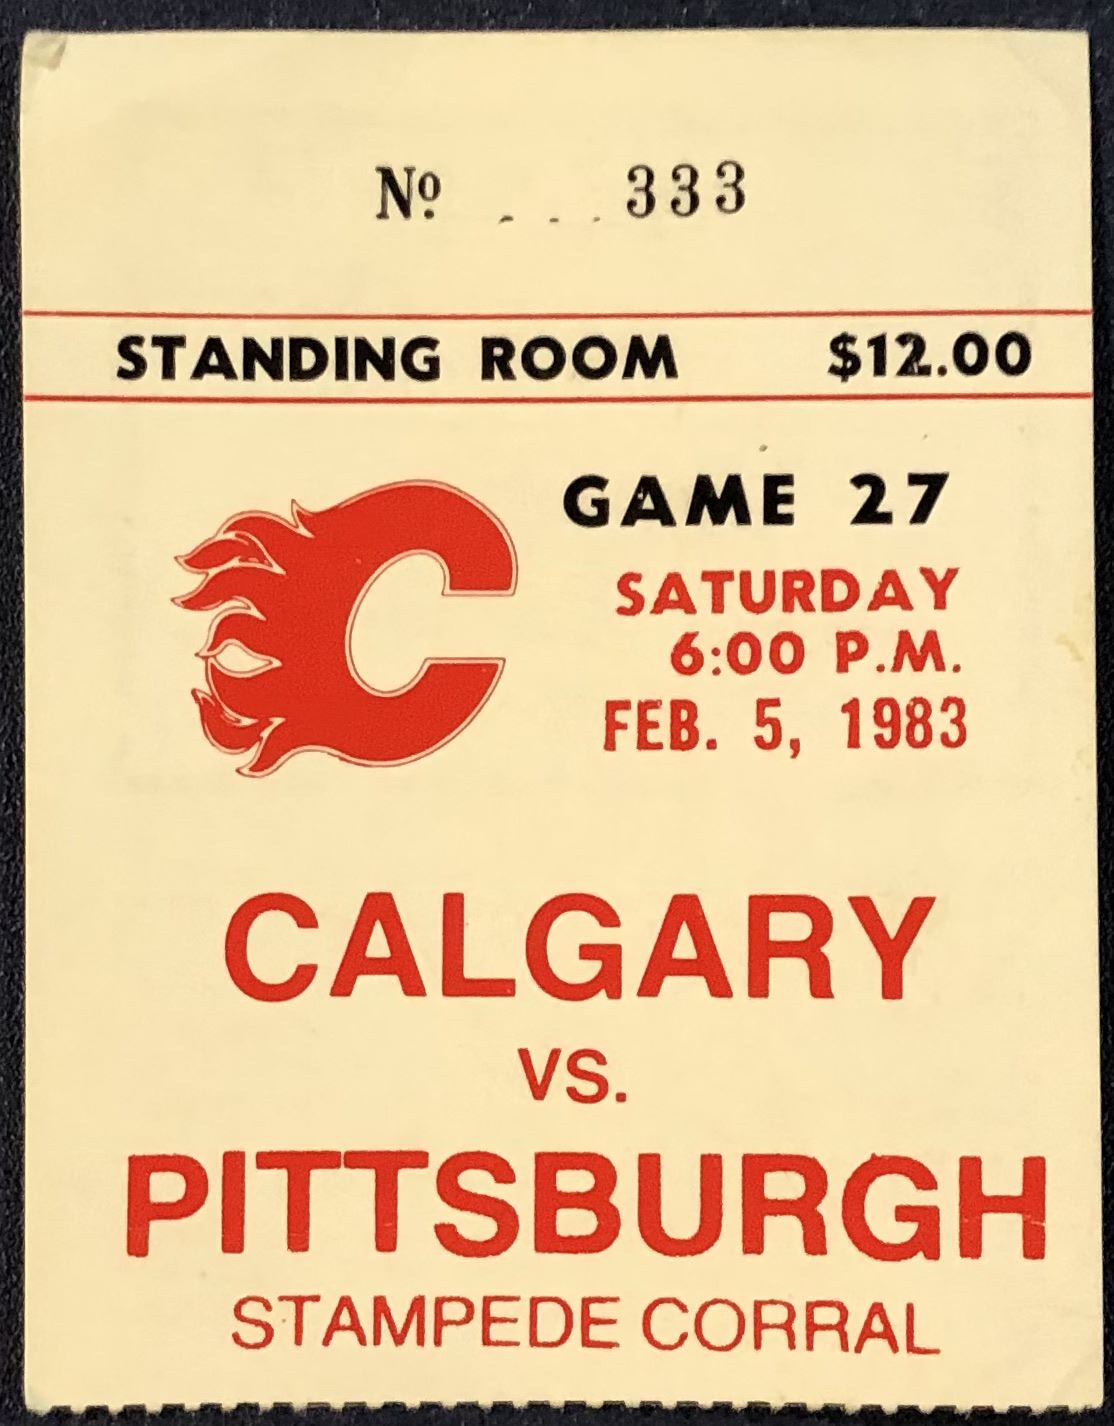 Nº. . . . 333
STANDING ROOM $12.00
GAME 27
SATURDAY
6:00 P.M.
FEB. 5, 1983
CALGARY
VS.
PITTSBURGH
STAMPEDE CORRAL